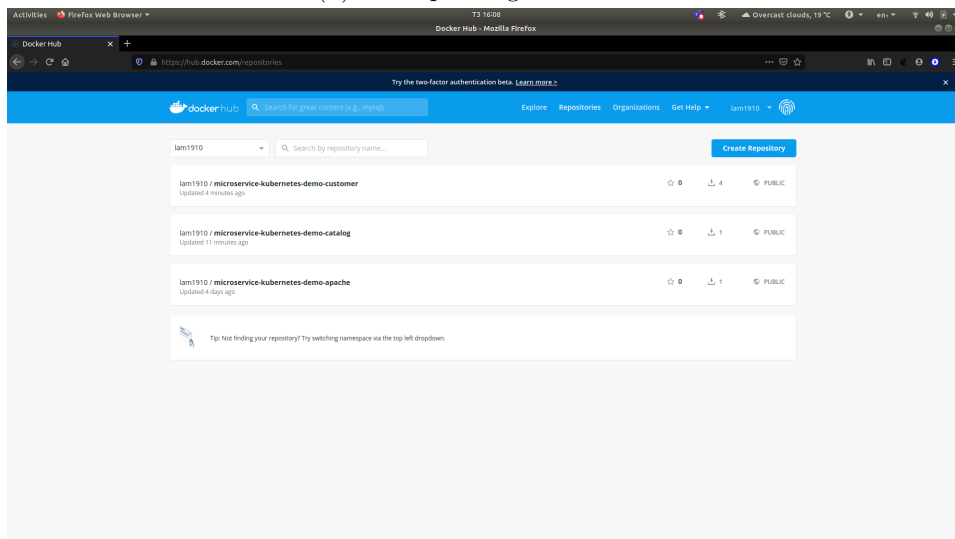 Activities Firefox Web Browser T3 16:08 Overcast clouds, 19 °C en₁
Docker Hub - Mozilla Firefox
Docker Hub × +
https://hub.docker.com/repositories
Try the two-factor authentication beta. Learn more > ×
dockerhub Search for great content (e.g., mysql) Explore Repositories Organizations Get Help lam1910
lam1910 Search by repository name... Create Repository
lam1910 / microservice-kubernetes-demo-customer 0 4 PUBLIC
Updated 4 minutes ago
lam1910 / microservice-kubernetes-demo-catalog 0 1 PUBLIC
Updated 11 minutes ago
lam1910 / microservice-kubernetes-demo-apache 0 1 PUBLIC
Updated 4 days ago
Tip: Not finding your repository? Try switching namespace via the top left dropdown.